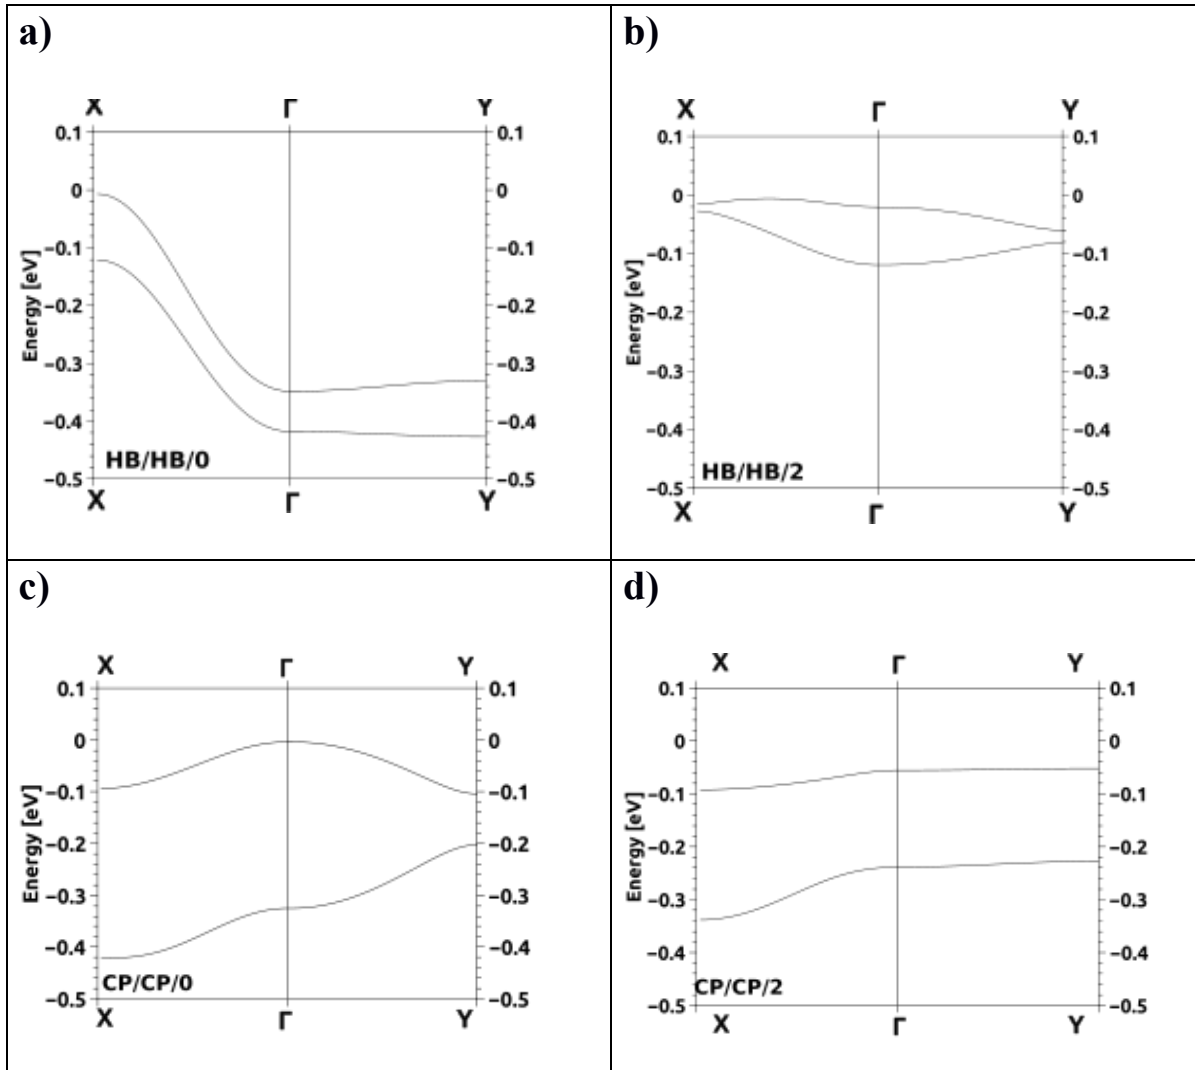 a)
X Γ Y
0.1 0.1
0 0
−0.1 −0.1
−0.2 −0.2
−0.3 −0.3
−0.4 −0.4
−0.5 −0.5
Energy [eV]
HB/HB/0
X Γ Y
b)
X Γ Y
0.1 0.1
0 0
−0.1 −0.1
−0.2 −0.2
−0.3 −0.3
−0.4 −0.4
−0.5 −0.5
Energy [eV]
HB/HB/2
X Γ Y
c)
X Γ Y
0.1 0.1
0 0
−0.1 −0.1
−0.2 −0.2
−0.3 −0.3
−0.4 −0.4
−0.5 −0.5
Energy [eV]
CP/CP/0
X Γ Y
d)
X Γ Y
0.1 0.1
0 0
−0.1 −0.1
−0.2 −0.2
−0.3 −0.3
−0.4 −0.4
−0.5 −0.5
Energy [eV]
CP/CP/2
X Γ Y